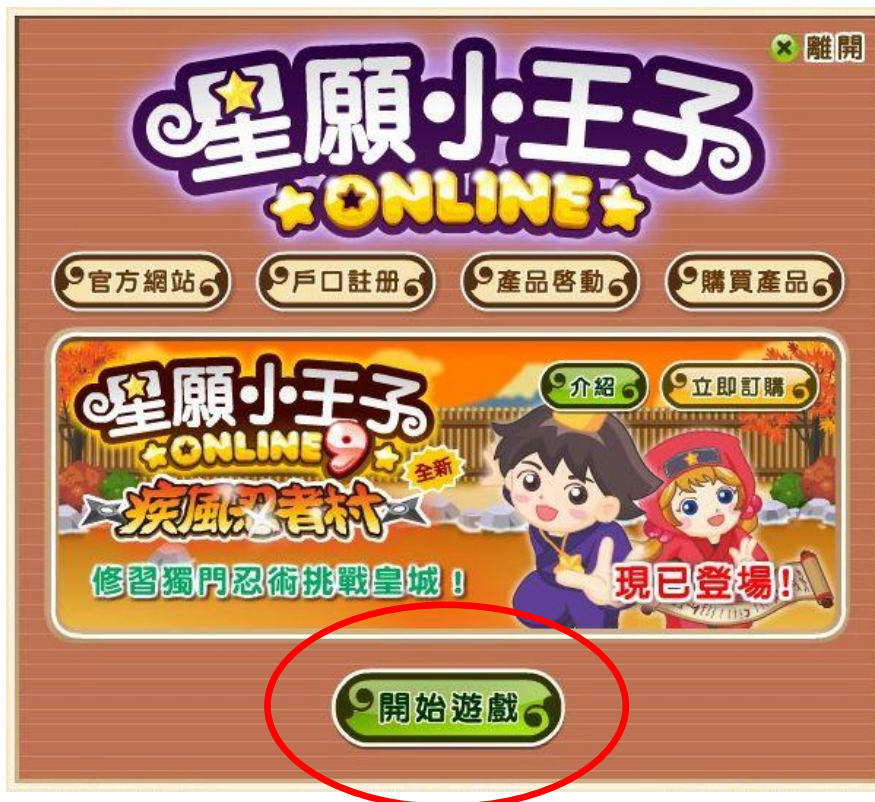 離開
星願小王子
ONLINE
官方網站
戶口註册
產品啓動
購買產品
介紹
立即訂購
星願小王子
ONLINE 9
全新
疾風忍者村
修習獨門忍術挑戰皇城！
現已登場！
開始遊戲